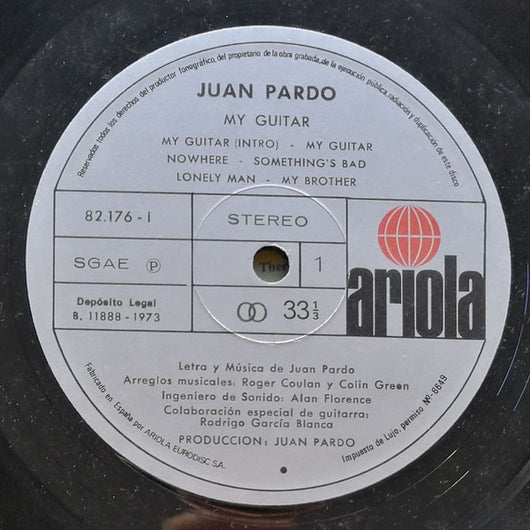 Reservados todos los derechos del productor fonográfico, del propietario de la obra grabada, de la ejecución pública, radiación y duplicación de este disco
JUAN PARDO
MY GUITAR
MY GUITAR (INTRO) - MY GUITAR
NOWHERE - SOMETHING'S BAD
LONELY MAN - MY BROTHER
82.176 - I
STEREO
SGAE Ⓟ
Ther
1
ariola
Depósito Legal
B. 11888 - 1973
33 1/3
Letra y Música de Juan Pardo
Arreglos musicales: Roger Coulan y Colin Green
Ingeniero de Sonido: Alan Florence
Colaboración especial de guitarra:
Rodrigo García Blanca
PRODUCCION: JUAN PARDO
Fabricado en España por ARIOLA EURODISC S.A.
Impuesto de Lujo, permiso Nº. 6649